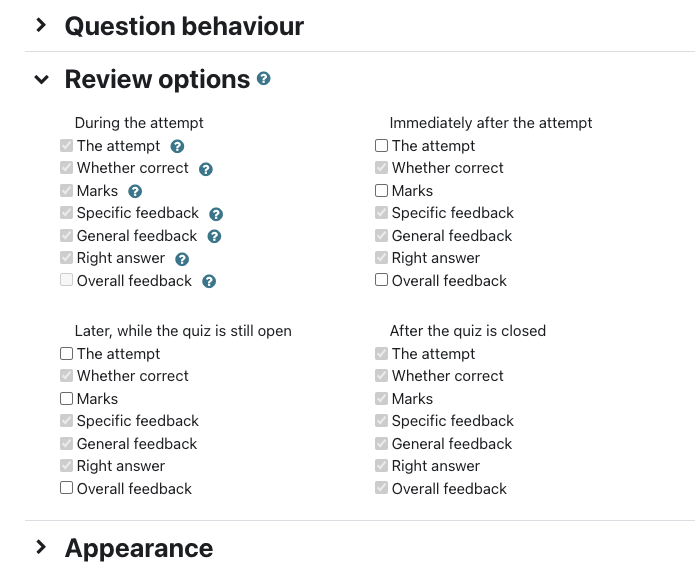 Question behaviour
Review options
During the attempt
The attempt
Whether correct
Marks
Specific feedback
General feedback
Right answer
Overall feedback
Immediately after the attempt
The attempt
Whether correct
Marks
Specific feedback
General feedback
Right answer
Overall feedback
Later, while the quiz is still open
The attempt
Whether correct
Marks
Specific feedback
General feedback
Right answer
Overall feedback
After the quiz is closed
The attempt
Whether correct
Marks
Specific feedback
General feedback
Right answer
Overall feedback
Appearance